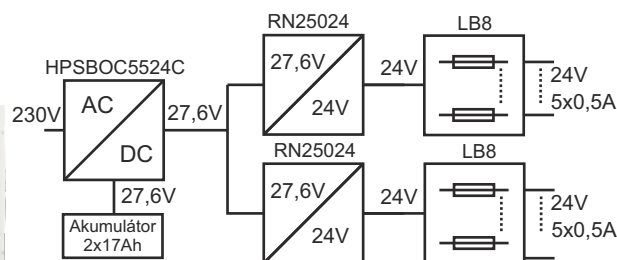 RN25024
LB8
HPSBOC5524C
27,6V
24V
24V
24V
5x0,5A
230V
AC
DC
27,6V
27,6V
Akumulátor
2x17Ah
RN25024
LB8
27,6V
24V
24V
24V
5x0,5A